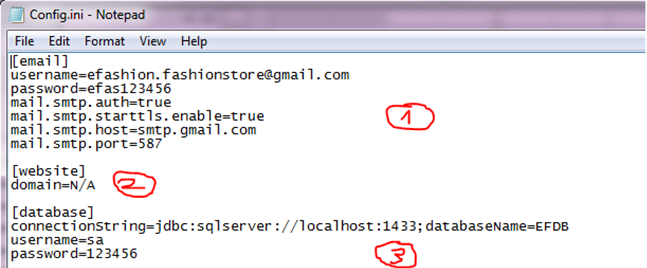 Config.ini - Notepad
File Edit Format View Help
[email]
username=efashion.fashionstore@gmail.com
password=efas123456
mail.smtp.auth=true
mail.smtp.starttls.enable=true
mail.smtp.host=smtp.gmail.com
mail.smtp.port=587
1
[website]
domain=N/A
2
[database]
connectionString=jdbc:sqlserver://localhost:1433;databaseName=EFDB
username=sa
password=123456
3